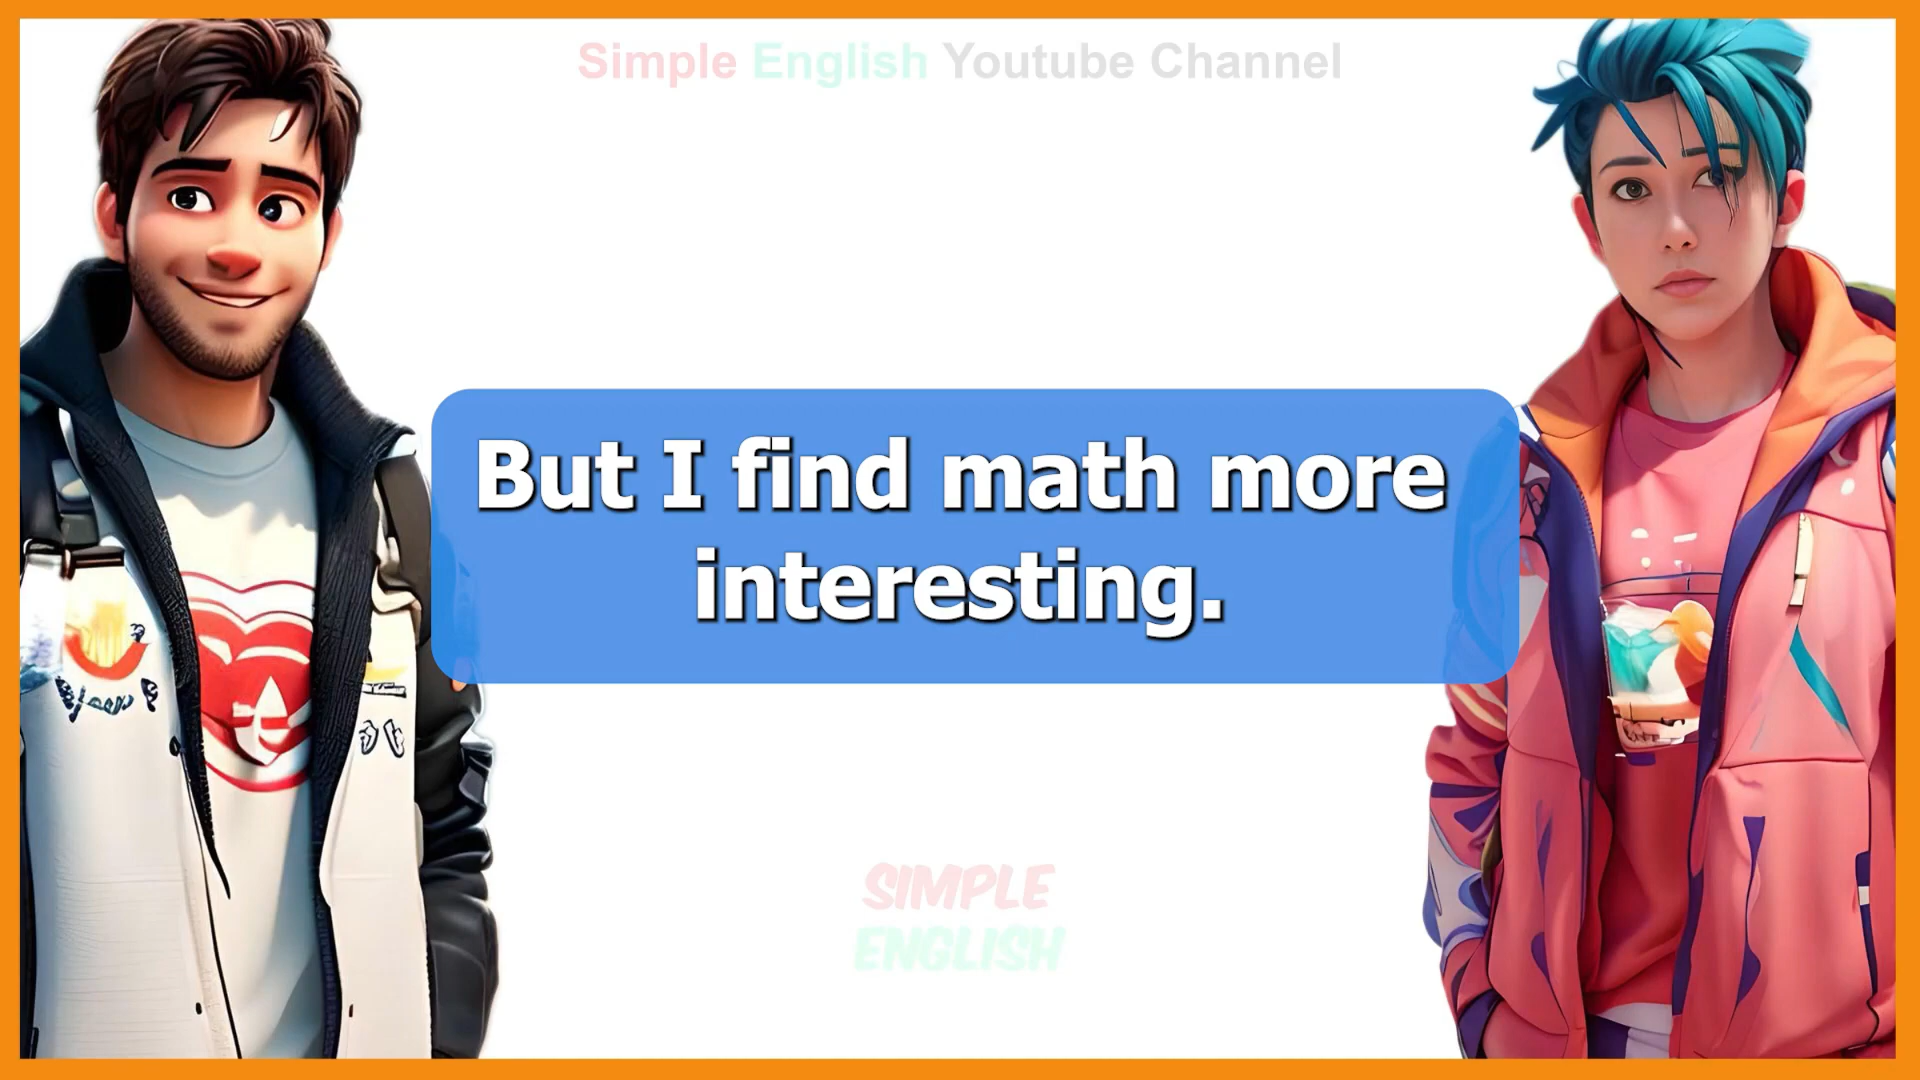 Simple English Youtube Channel
But I find math more
interesting.
SIMPLE
ENGLISH